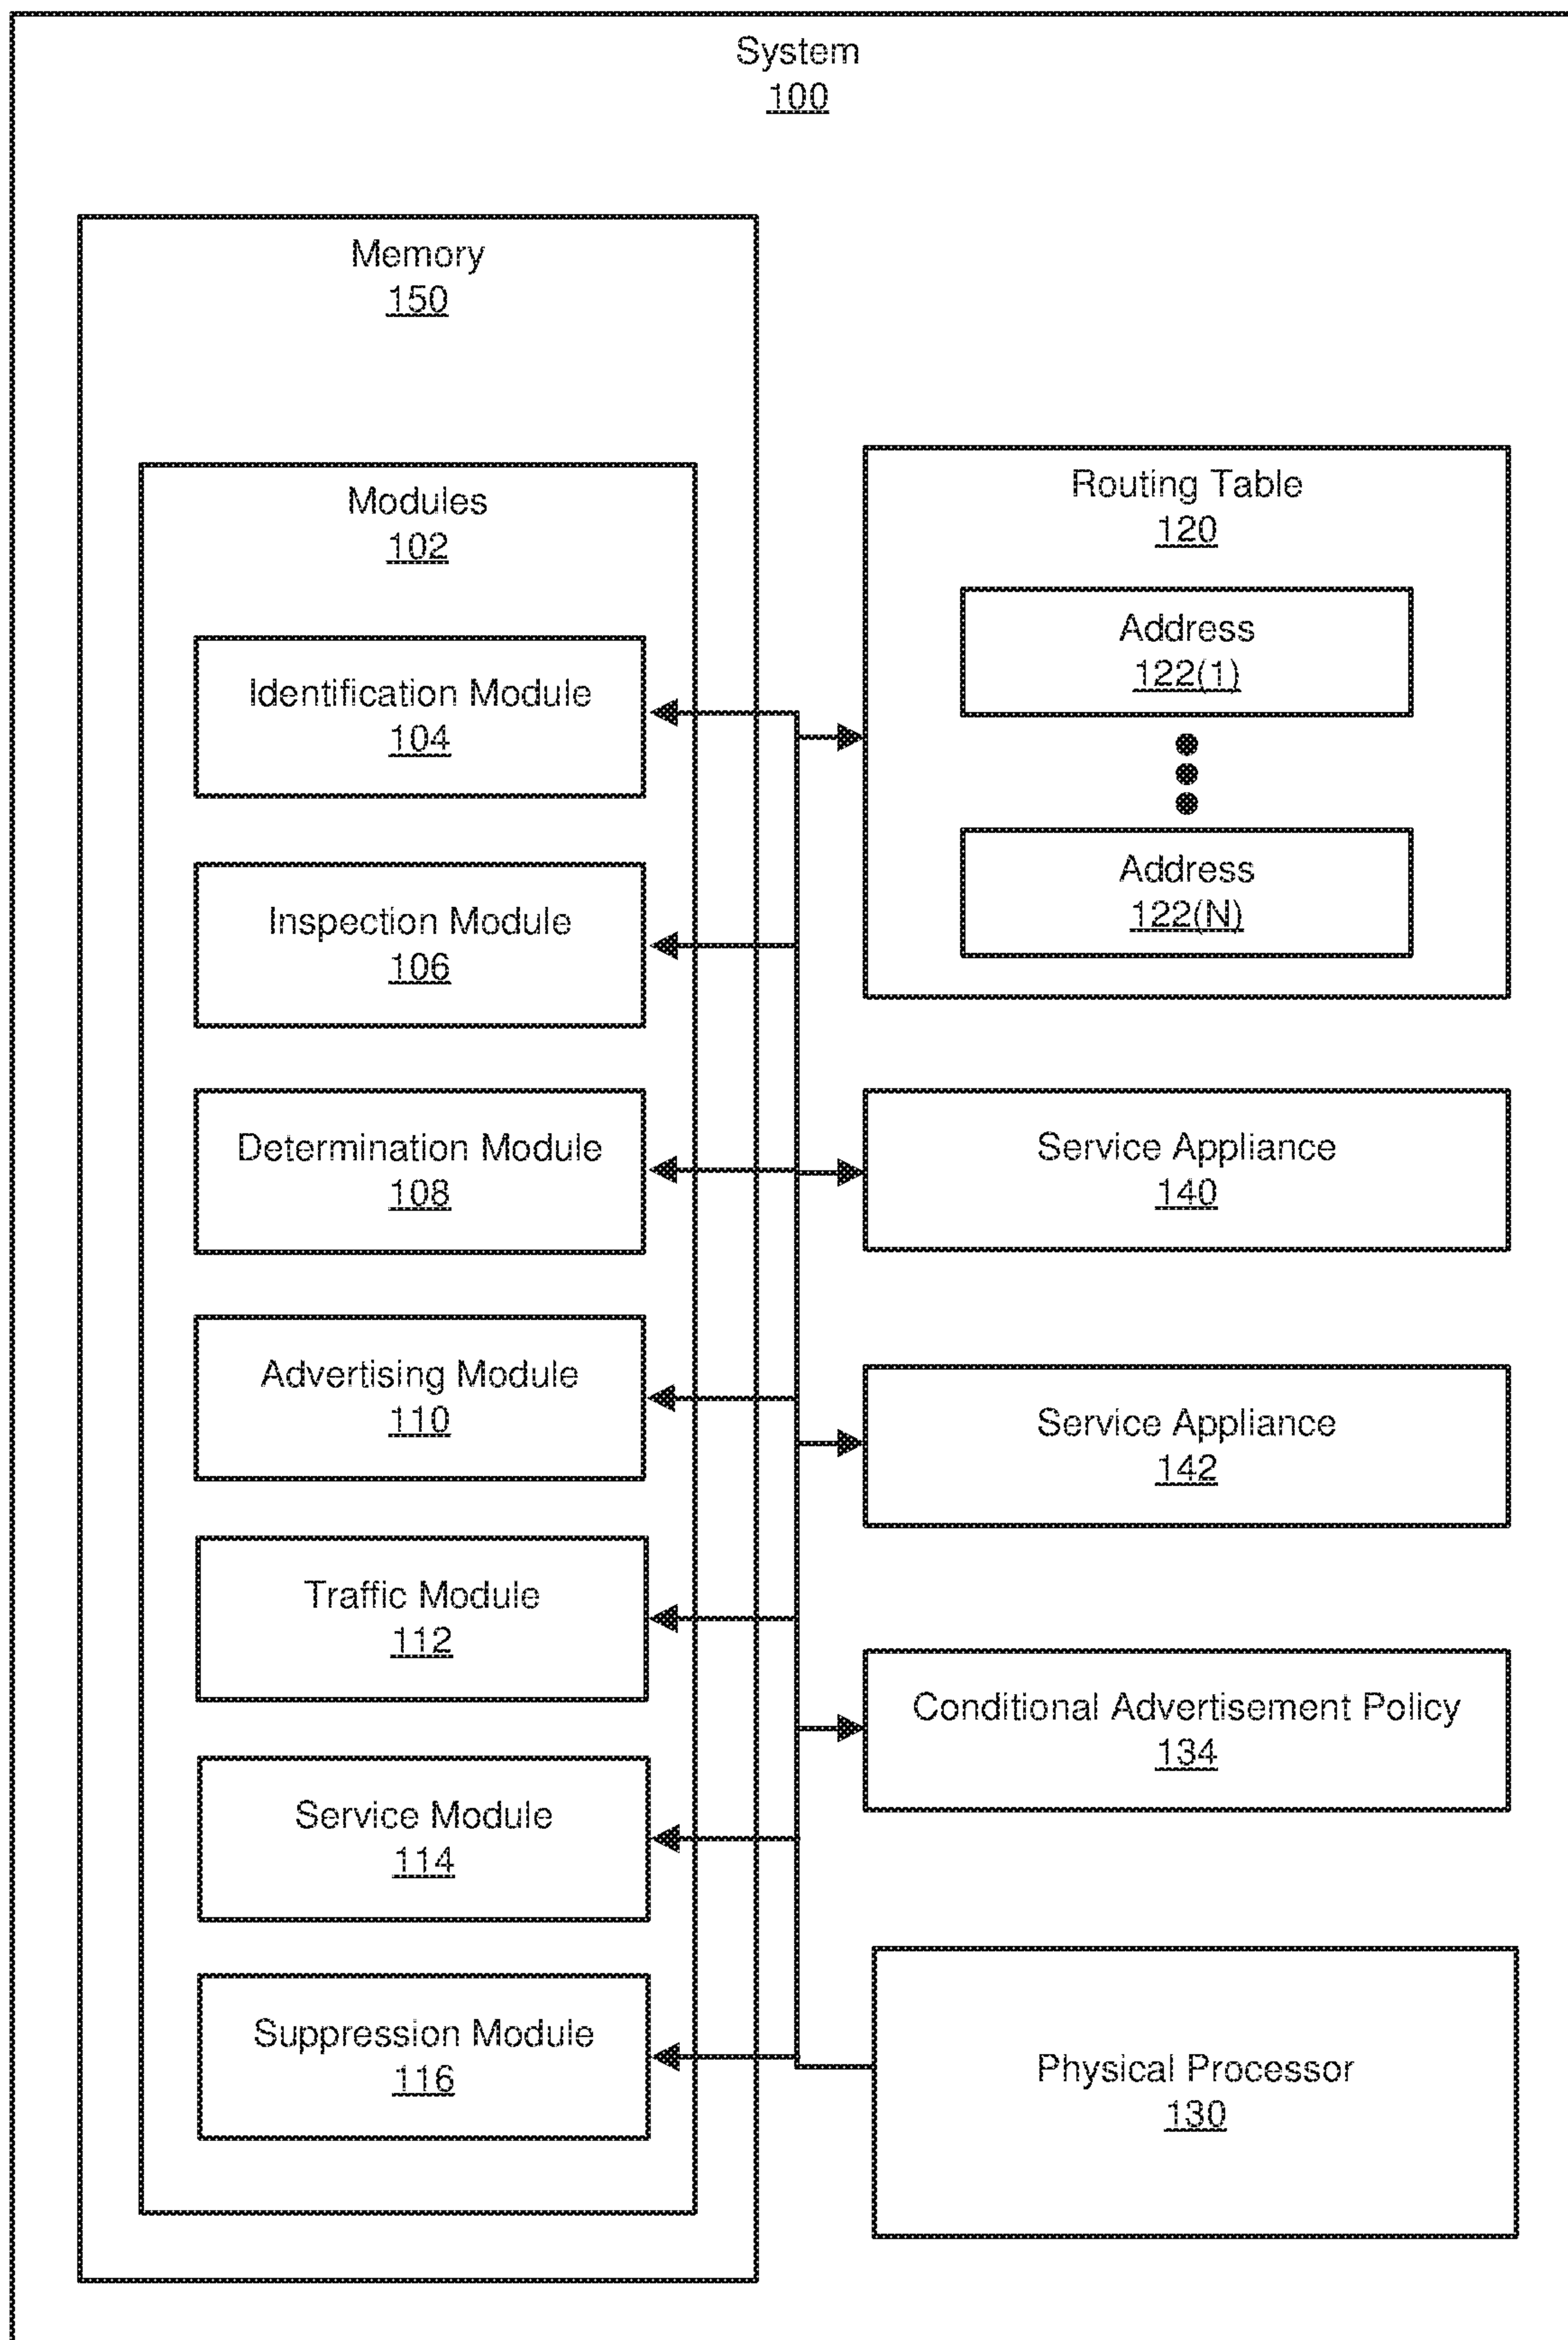 System
100
Memory
150
Modules
102
Identification Module
104
Inspection Module
106
Determination Module
108
Advertising Module
110
Traffic Module
112
Service Module
114
Suppression Module
116
Routing Table
120
Address
122(1)
Address
122(N)
Service Appliance
140
Service Appliance
142
Conditional Advertisement Policy
134
Physical Processor
130